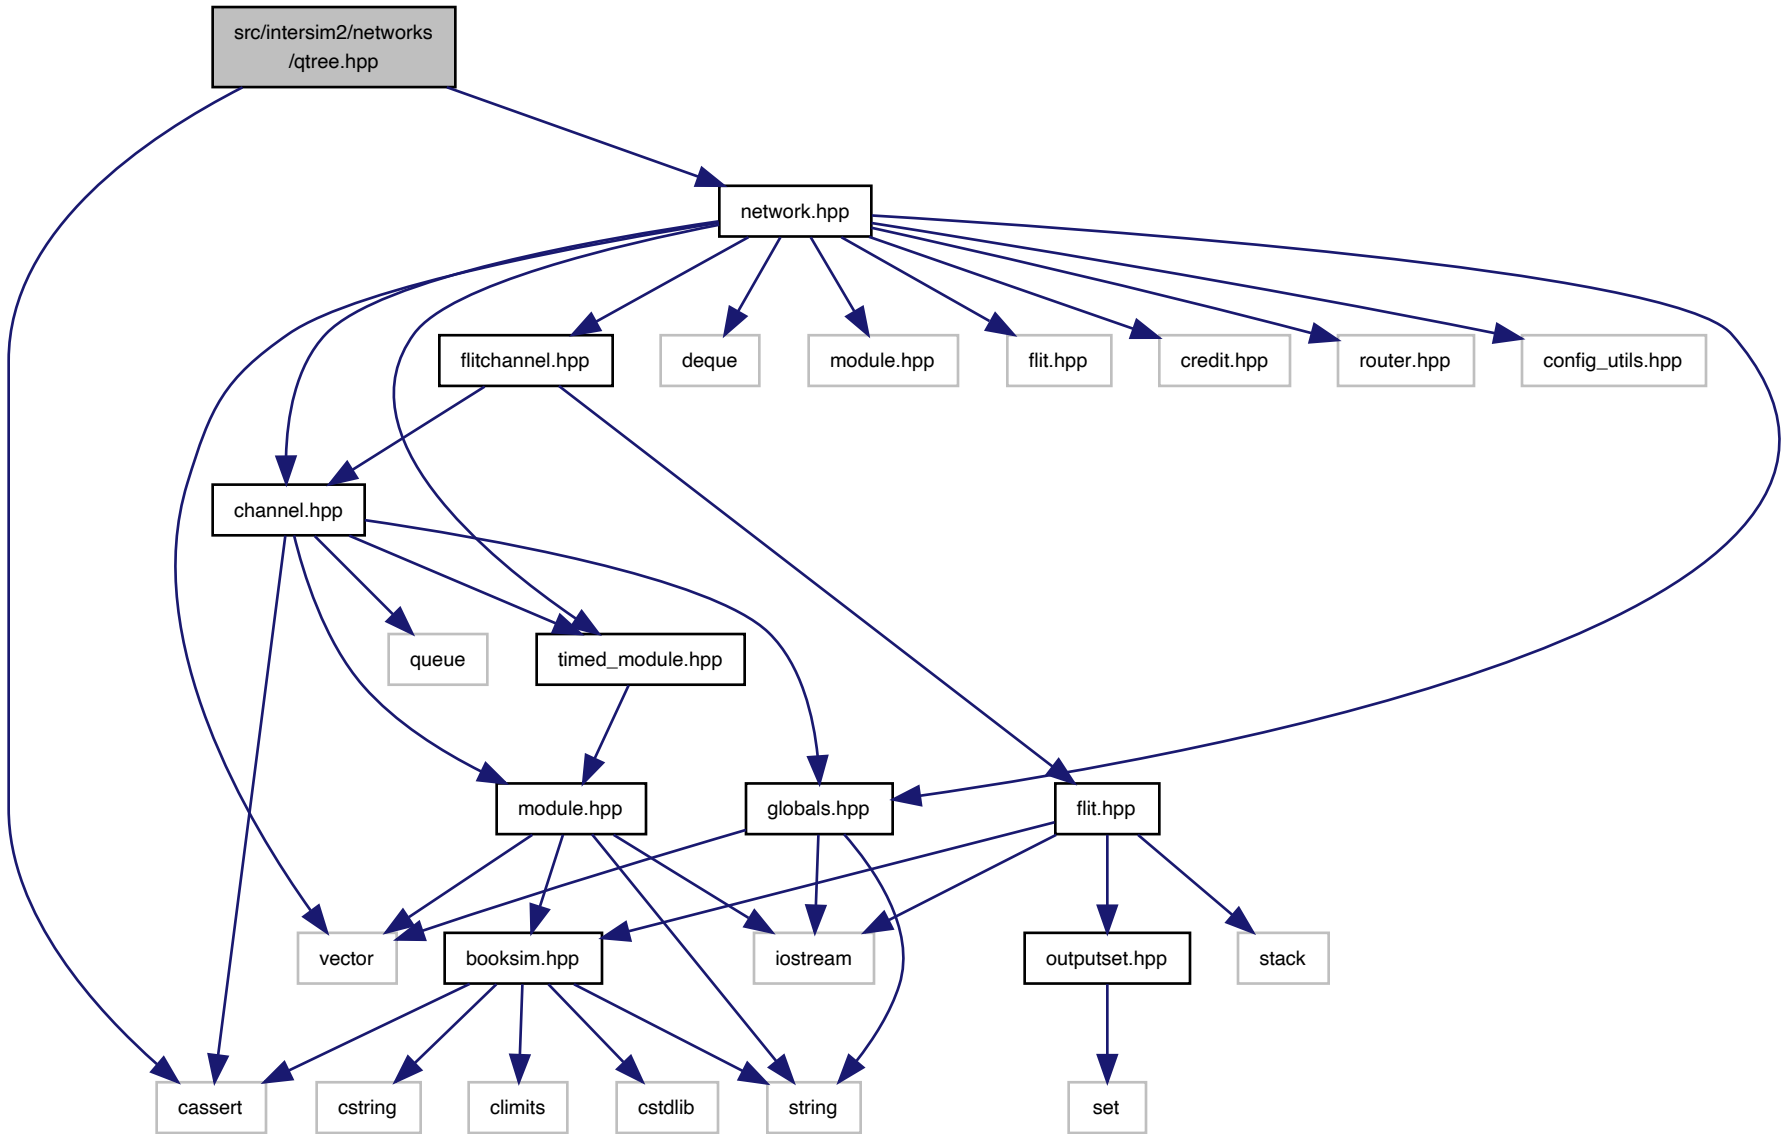 src/intersim2/networks
/qtree.hpp
network.hpp
flitchannel.hpp
deque
module.hpp
flit.hpp
credit.hpp
router.hpp
config_utils.hpp
channel.hpp
queue
timed_module.hpp
module.hpp
globals.hpp
flit.hpp
vector
booksim.hpp
iostream
outputset.hpp
stack
cassert
cstring
climits
cstdlib
string
set